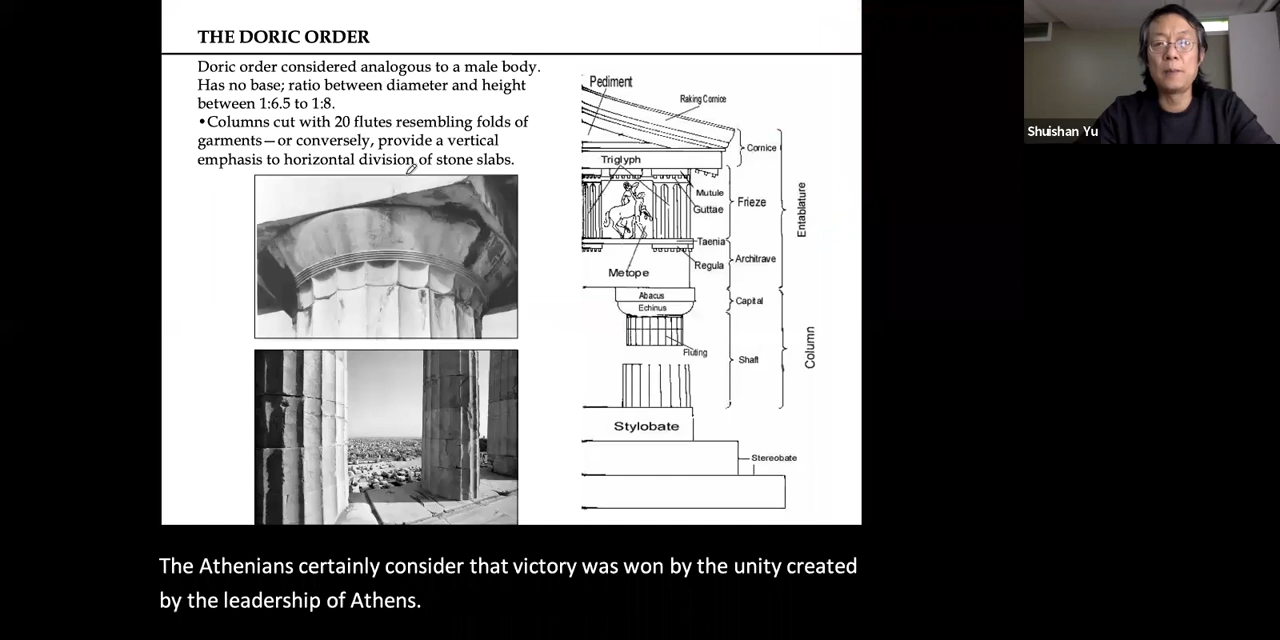 THE DORIC ORDER
Doric order considered analogous to a male body.
Has no base; ratio between diameter and height
between 1:6.5 to 1:8.
•Columns cut with 20 flutes resembling folds of
garments—or conversely, provide a vertical
emphasis to horizontal division of stone slabs.
Pediment
Raking Cornice
Cornice
Triglyph
Mutule
Guttae
Frieze
Entablature
Taenia
Regula
Architrave
Metope
Abacus
Echinus
Capital
Fluting
Shaft
Column
Stylobate
Stereobate
Shuishan Yu
The Athenians certainly consider that victory was won by the unity created
by the leadership of Athens.